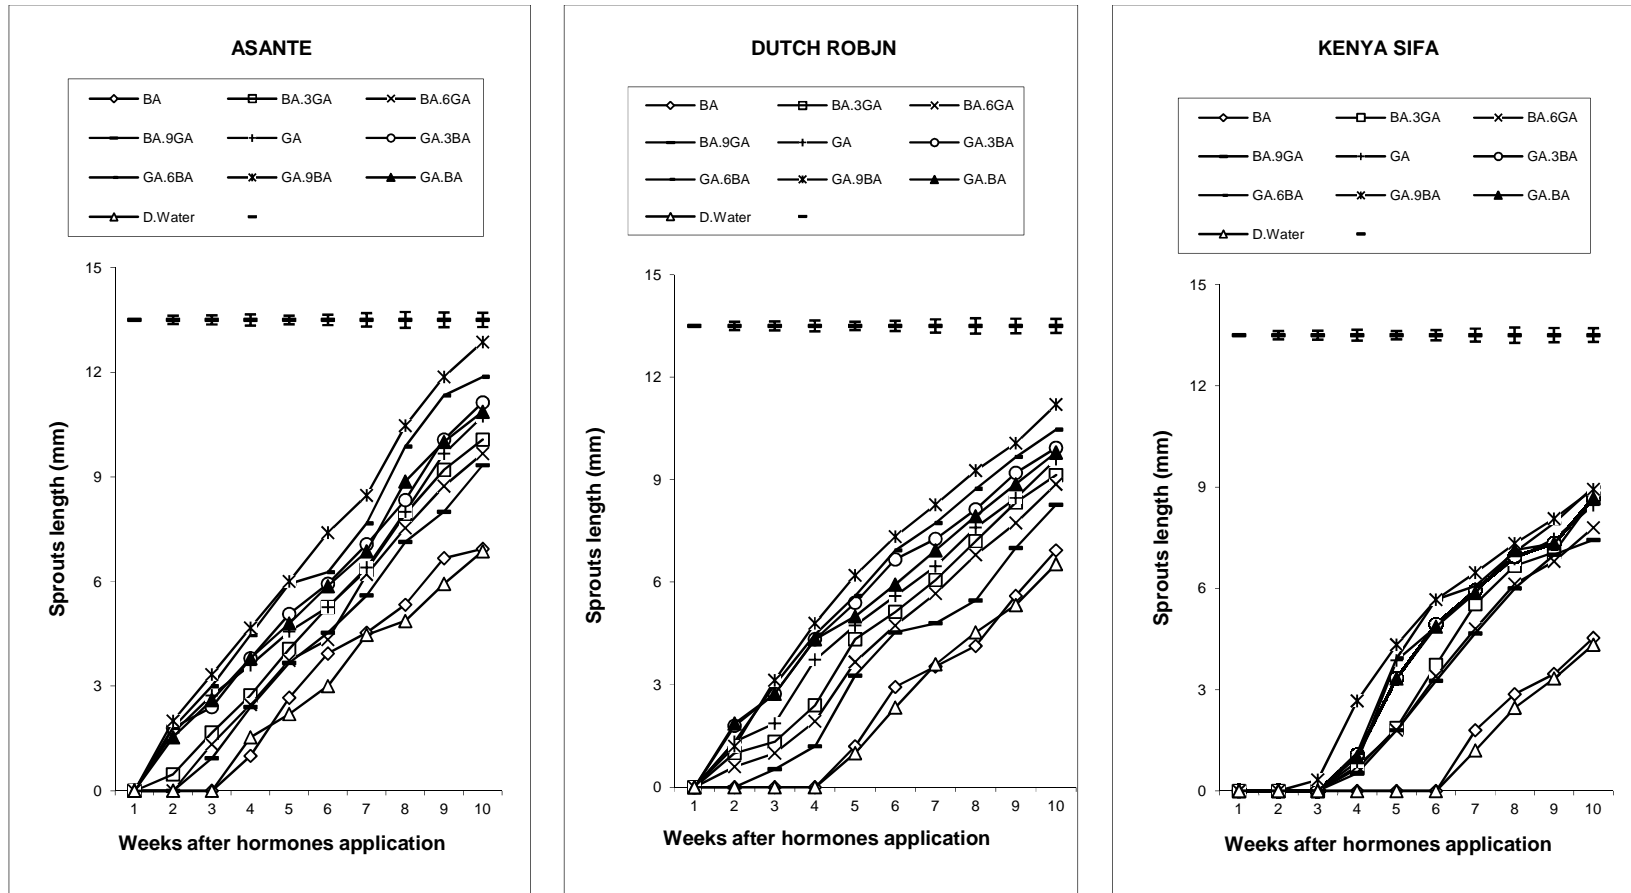 ASANTE
BA BA.3GA BA.6GA
BA.9GA GA GA.3BA
GA.6BA GA.9BA GA.BA
D.Water
15
12
9
6
3
0
1 2 3 4 5 6 7 8 9 10
Sprouts length (mm)
Weeks after hormones application
DUTCH ROBJN
BA BA.3GA BA.6GA
BA.9GA GA GA.3BA
GA.6BA GA.9BA GA.BA
D.Water
15
12
9
6
3
0
1 2 3 4 5 6 7 8 9 10
Sprouts length (mm)
Weeks after hormones application
KENYA SIFA
BA BA.3GA BA.6GA
BA.9GA GA GA.3BA
GA.6BA GA.9BA GA.BA
D.Water
15
12
9
6
3
0
1 2 3 4 5 6 7 8 9 10
Sprouts length (mm)
Weeks after hormones application